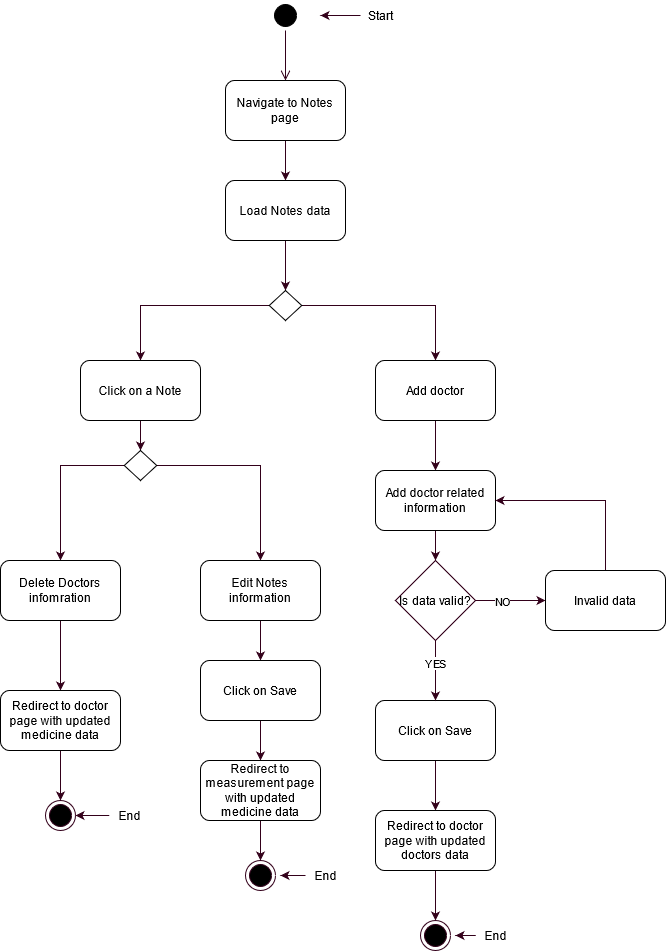 Start
Navigate to Notes
page
Load Notes data
Click on a Note
Add doctor
Add doctor related
information
Delete Doctors
infomration
Edit Notes
information
Is data valid?
NO
Invalid data
YES
Click on Save
Redirect to doctor
page with updated
medicine data
Click on Save
Redirect to
measurement page
with updated
medicine data
End
Redirect to doctor
page with updated
doctors data
End
End